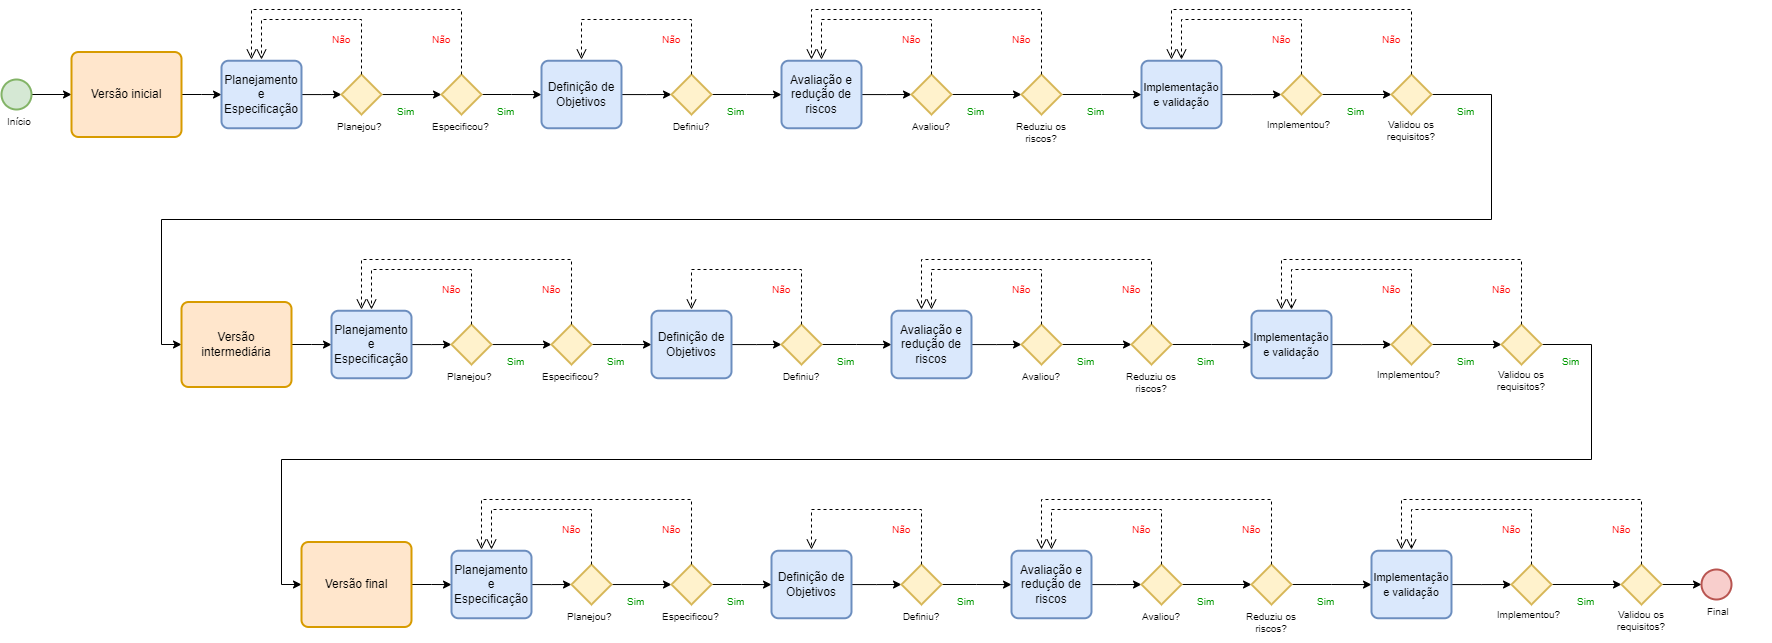 Início
Versão inicial
Planejamento
e
Especificação
Não
Planejou?
Sim
Não
Especificou?
Sim
Definição de
Objetivos
Não
Definiu?
Sim
Avaliação e
redução de
riscos
Não
Avaliou?
Sim
Não
Reduziu os
riscos?
Sim
Implementação
e validação
Não
Implementou?
Sim
Não
Validou os
requisitos?
Sim
Versão
intermediária
Planejamento
e
Especificação
Não
Planejou?
Sim
Não
Especificou?
Sim
Definição de
Objetivos
Não
Definiu?
Sim
Avaliação e
redução de
riscos
Não
Avaliou?
Sim
Não
Reduziu os
riscos?
Sim
Implementação
e validação
Não
Implementou?
Sim
Não
Validou os
requisitos?
Sim
Versão final
Planejamento
e
Especificação
Não
Planejou?
Sim
Não
Especificou?
Sim
Definição de
Objetivos
Não
Definiu?
Sim
Avaliação e
redução de
riscos
Não
Avaliou?
Sim
Não
Reduziu os
riscos?
Sim
Implementação
e validação
Não
Implementou?
Sim
Não
Validou os
requisitos?
Final